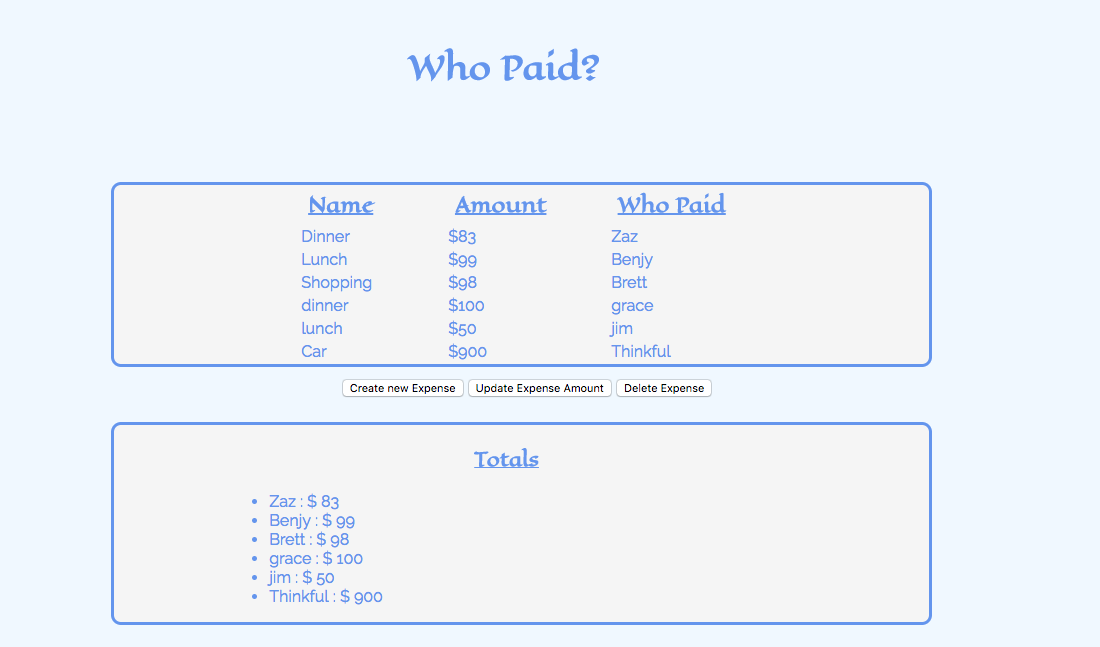 Who Paid?
Name Amount Who Paid
Dinner $83 Zaz
Lunch $99 Benjy
Shopping $98 Brett
dinner $100 grace
lunch $50 jim
Car $900 Thinkful
Create new Expense Update Expense Amount Delete Expense
Totals
• Zaz : $ 83
• Benjy : $ 99
• Brett : $ 98
• grace : $ 100
• jim : $ 50
• Thinkful : $ 900